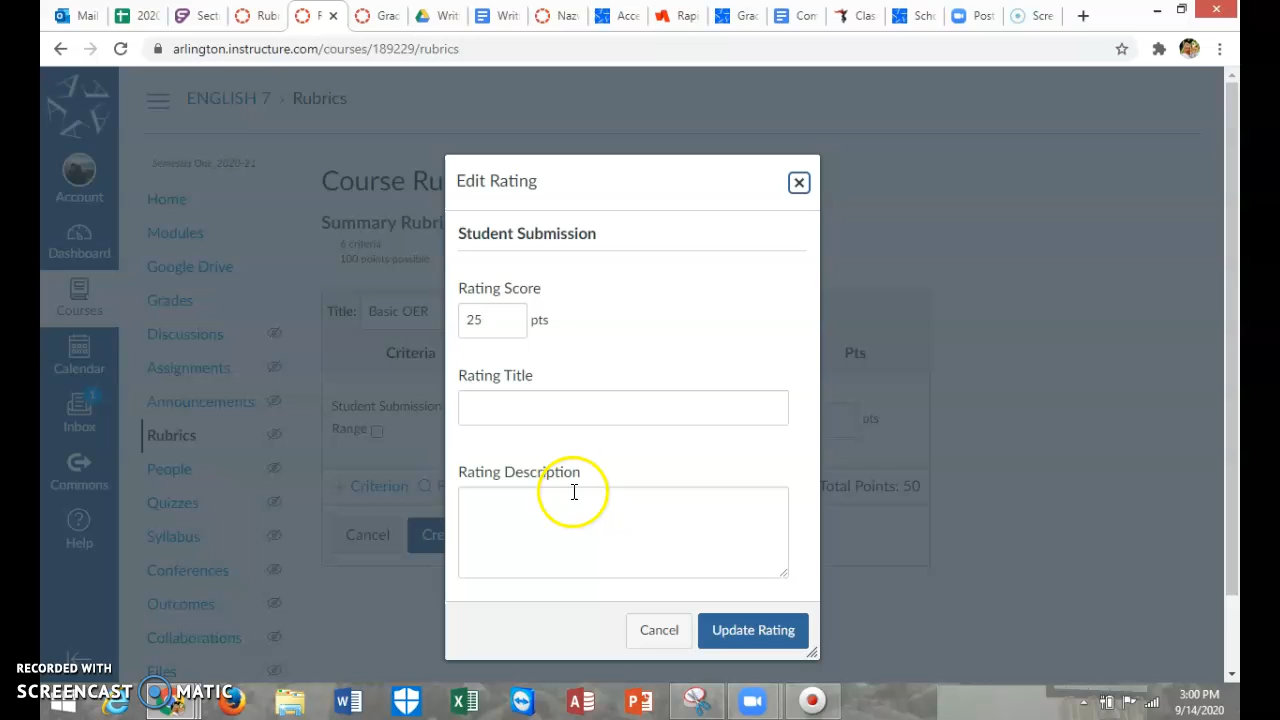 Mail
2020
Sect
Rubr
F
Grac
Writ
Writ
Naz
Acce
Rap
Grac
Com
Clas
Sch
Post
Scre
arlington.instructure.com/courses/189229/rubrics
ENGLISH 7 › Rubrics
Semester One, 2020-21
Account
Dashboard
Courses
Calendar
1
Inbox
Commons
Help
Home
Modules
Google Drive
Grades
Discussions
Assignments
Announcements
Rubrics
People
Quizzes
Syllabus
Conferences
Outcomes
Collaborations
Files
Course Ru
Summary Rubri
6 criteria
100 points possible
Title: Basic OER
Criteria
Pts
Student Submission
Range
pts
+ Criterion
Total Points: 50
Cancel
Cre
Edit Rating
Student Submission
Rating Score
25 pts
Rating Title
Rating Description
Cancel
Update Rating
RECORDED WITH
SCREENCAST MATIC
3:00 PM
9/14/2020